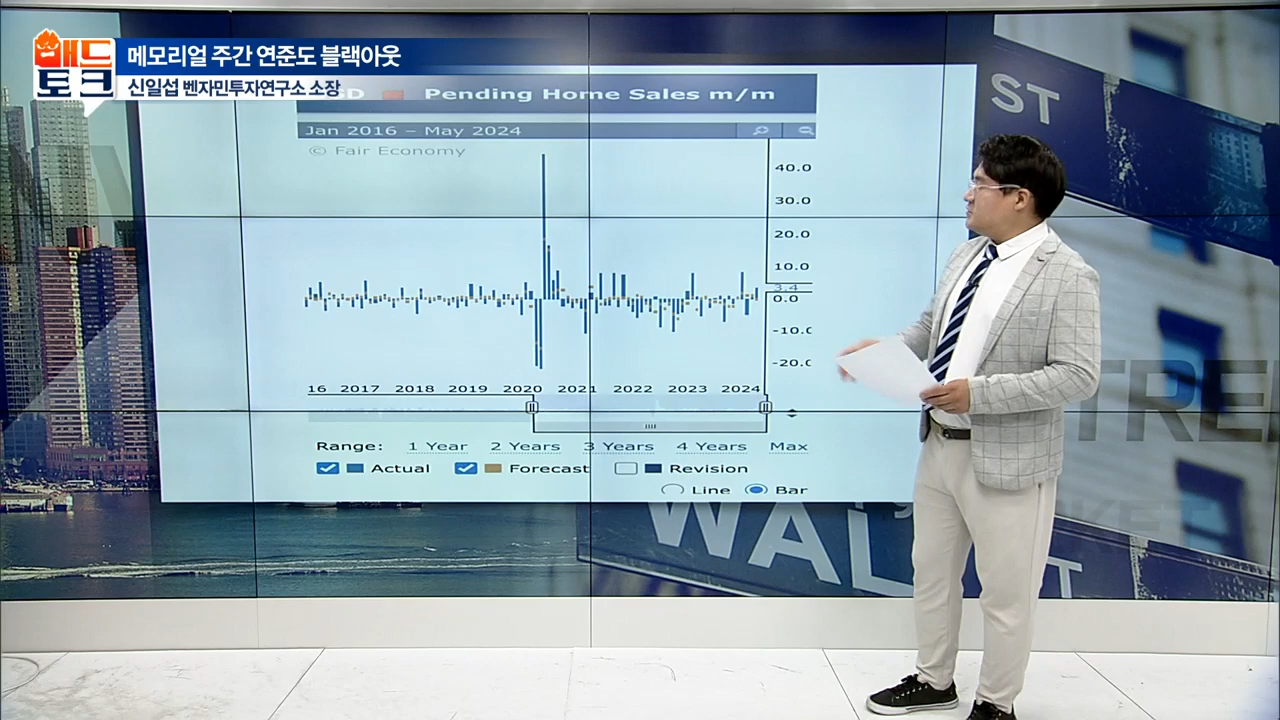 매드
토크
메모리얼 주간 연준도 블랙아웃
신일섭 벤자민투자연구소 소장
Pending Home Sales m/m
Jan 2016 – May 2024
© Fair Economy
40.0
30.0
20.0
10.0
3.4
0.0
-10.0
-20.0
16 2017 2018 2019 2020 2021 2022 2023 2024
Range: 1 Year 2 Years 3 Years 4 Years Max
Actual Forecast Revision
Line Bar
ST
WALL
ST